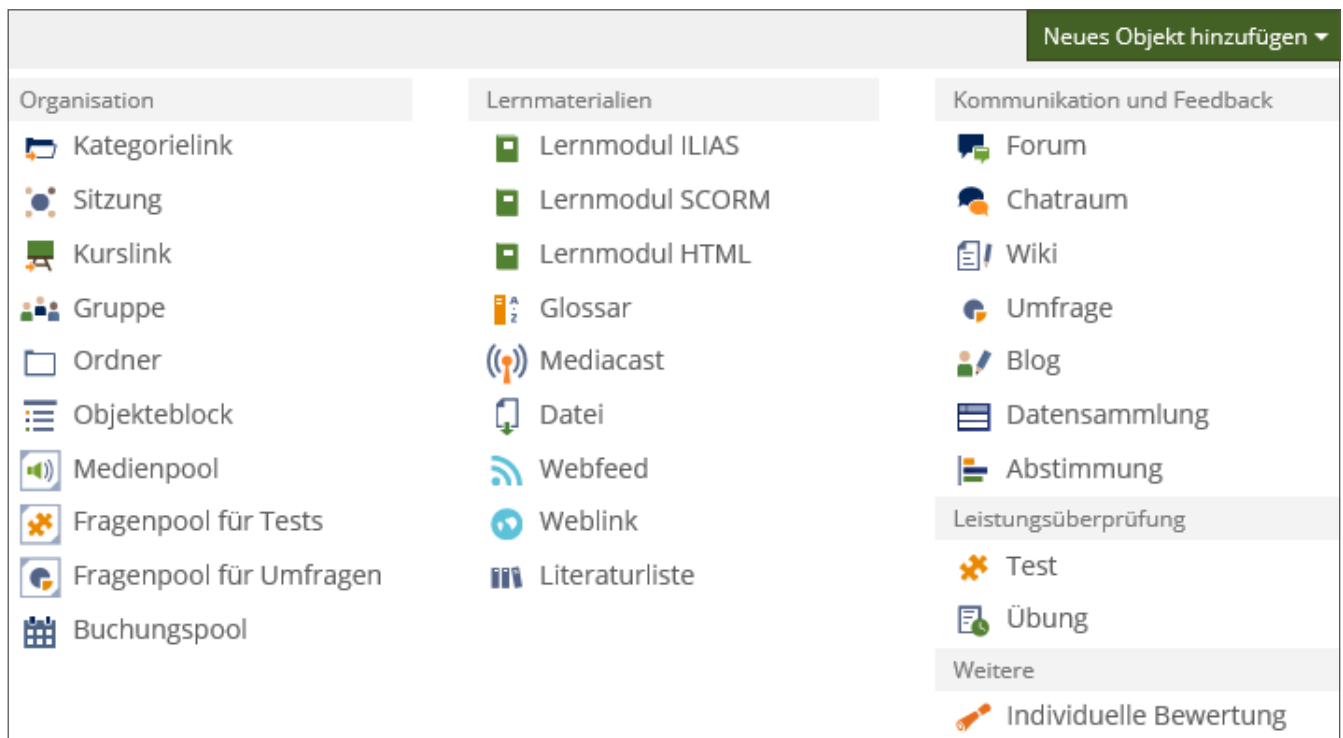 Neues Objekt hinzufügen
Organisation
Kategorielink
Sitzung
Kurslink
Gruppe
Ordner
Objekteblock
Medienpool
Fragenpool für Tests
Fragenpool für Umfragen
Buchungspool
Lernmaterialien
Lernmodul ILIAS
Lernmodul SCORM
Lernmodul HTML
A
Z
Glossar
Mediacast
Datei
Webfeed
Weblink
Literaturliste
Kommunikation und Feedback
Forum
Chatraum
Wiki
Umfrage
Blog
Datensammlung
Abstimmung
Leistungsüberprüfung
Test
Übung
Weitere
Individuelle Bewertung